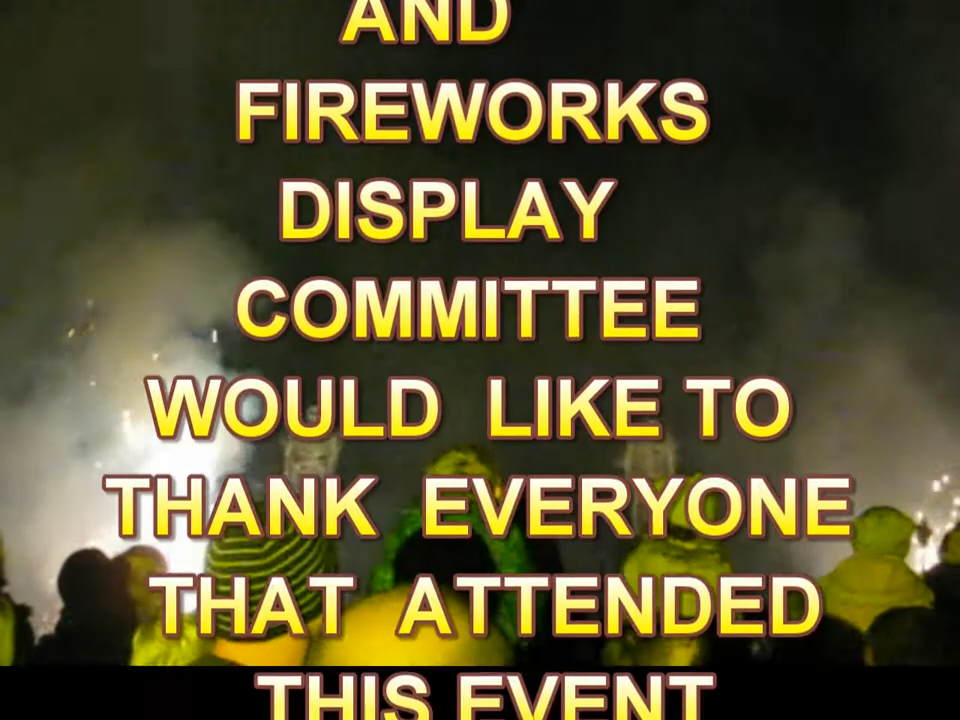 AND
FIREWORKS
DISPLAY
COMMITTEE
WOULD LIKE TO
THANK EVERYONE
THAT ATTENDED
THIS EVENT